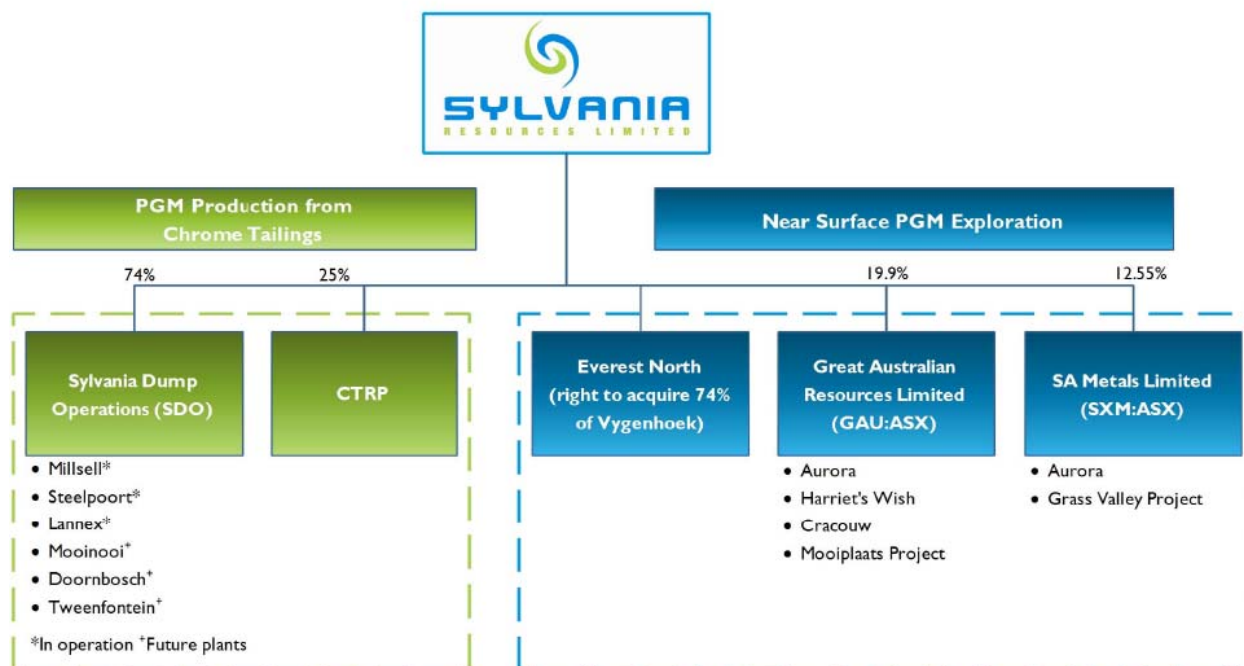 SYLVANIA
RESOURCES LIMITED
PGM Production from
Chrome Tailings
Near Surface PGM Exploration
74%
25%
19.9%
12.55%
Sylvania Dump
Operations (SDO)
CTRP
Everest North
(right to acquire 74%
of Vygenhoek)
Great Australian
Resources Limited
(GAU:ASX)
SA Metals Limited
(SXM:ASX)
• Millsell*
• Steelpoort*
• Lannex*
• Mooinooi⁺
• Doornbosch⁺
• Tweenfontein⁺
*In operation ⁺Future plants
• Aurora
• Harriet's Wish
• Cracouw
• Mooiplaats Project
• Aurora
• Grass Valley Project